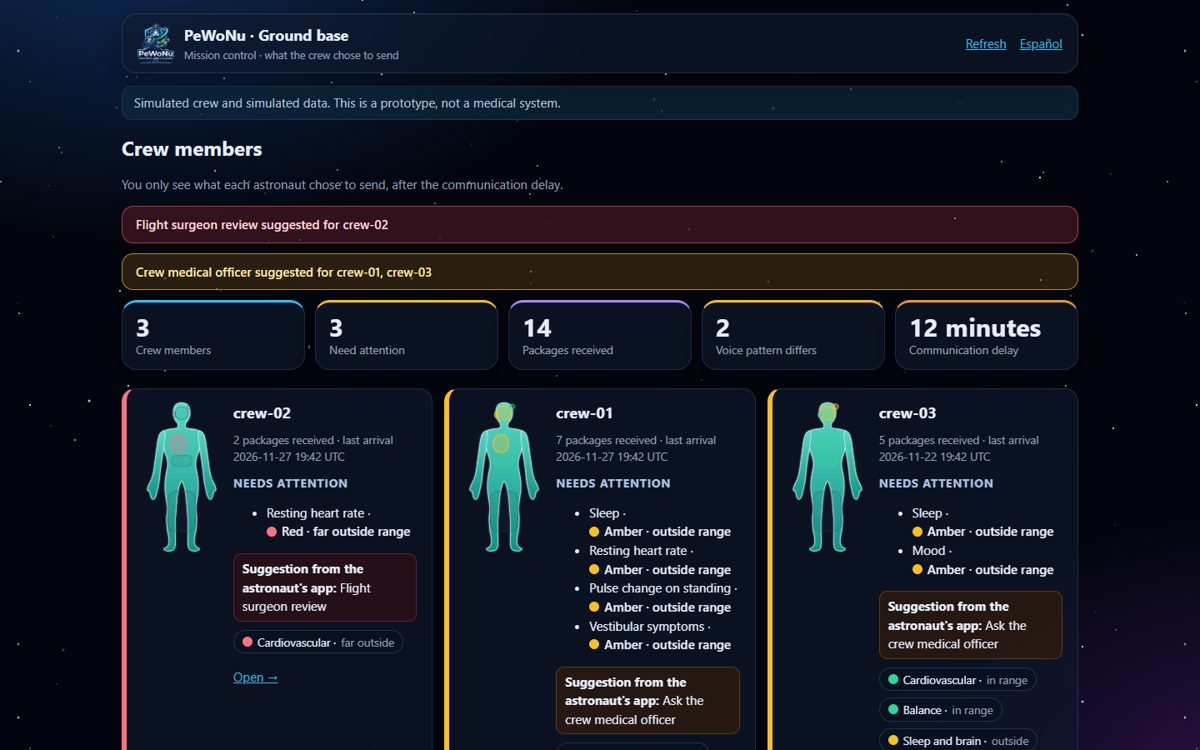 PeWoNu
PeWoNu · Ground base
Mission control · what the crew chose to send
Refresh
Español
Simulated crew and simulated data. This is a prototype, not a medical system.
Crew members
You only see what each astronaut chose to send, after the communication delay.
Flight surgeon review suggested for crew-02
Crew medical officer suggested for crew-01, crew-03
3
Crew members
3
Need attention
14
Packages received
2
Voice pattern differs
12 minutes
Communication delay
crew-02
2 packages received · last arrival
2026-11-27 19:42 UTC
NEEDS ATTENTION
Resting heart rate ·
Red · far outside range
Suggestion from the
astronaut's app: Flight
surgeon review
Cardiovascular · far outside
Open →
crew-01
7 packages received · last arrival
2026-11-27 19:42 UTC
NEEDS ATTENTION
Sleep ·
Amber · outside range
Resting heart rate ·
Amber · outside range
Pulse change on standing ·
Amber · outside range
Vestibular symptoms ·
Amber · outside range
Suggestion from the
astronaut's app: Ask the
crew medical officer
crew-03
5 packages received · last arrival
2026-11-22 19:42 UTC
NEEDS ATTENTION
Sleep ·
Amber · outside range
Mood ·
Amber · outside range
Suggestion from the
astronaut's app: Ask the
crew medical officer
Cardiovascular · in range
Balance · in range
Sleep and brain · outside